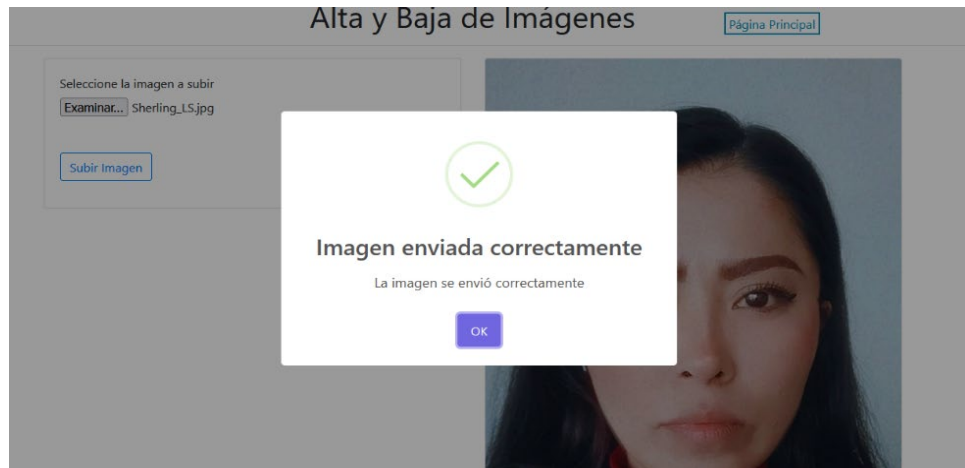 Alta y Baja de Imágenes
Página Principal
Seleccione la imagen a subir
Examinar... Sherling_LS.jpg
Subir Imagen
Imagen enviada correctamente
La imagen se envió correctamente
OK